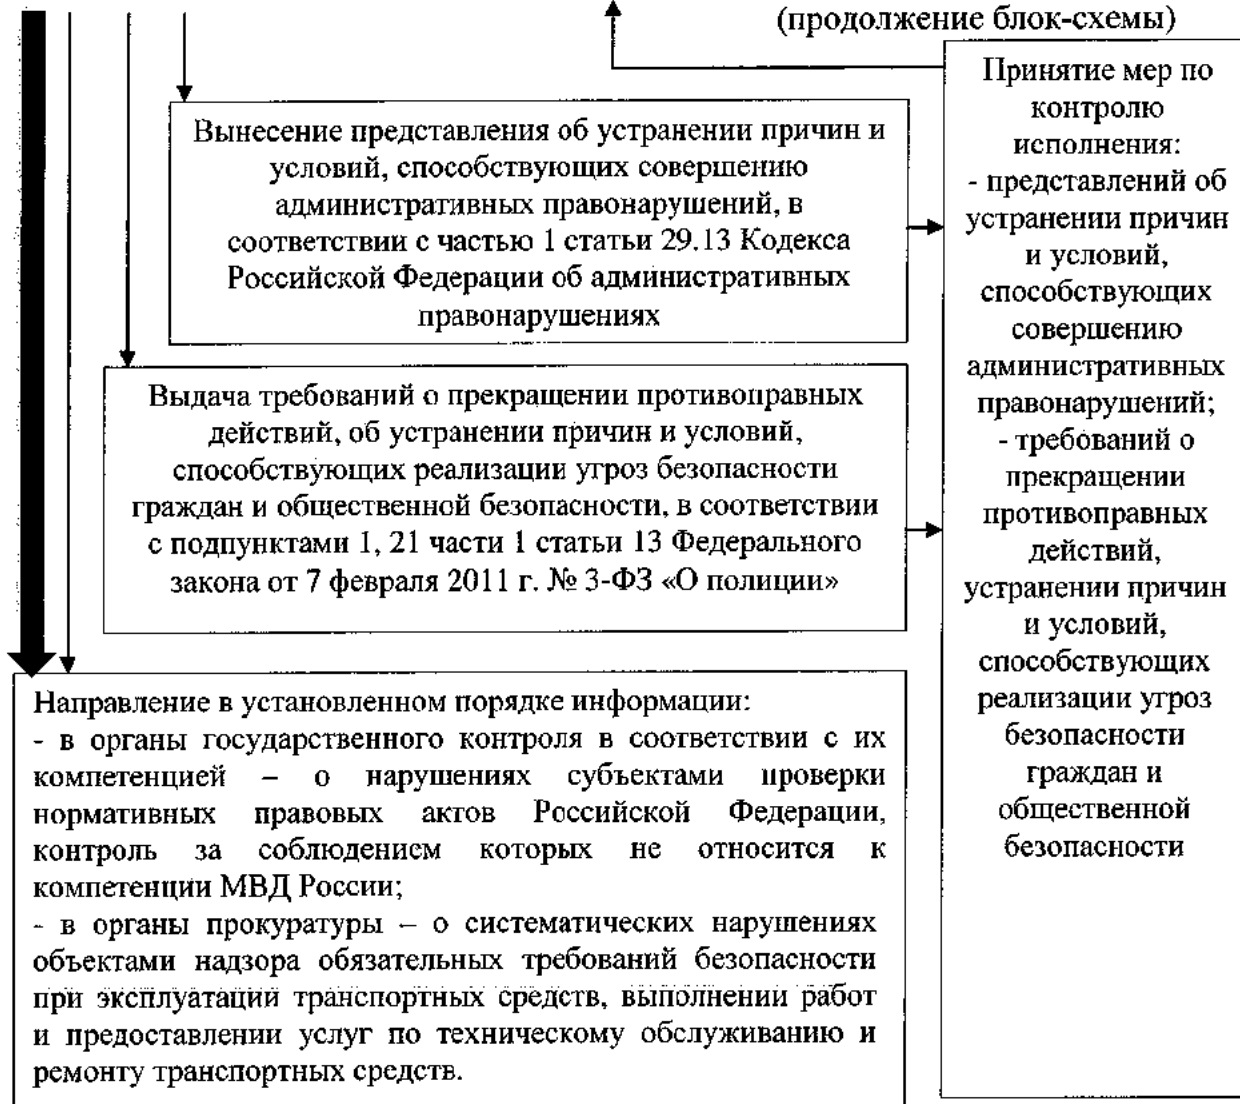 (продолжение блок-схемы)
Вынесение представления об устранении причин и
условий, способствующих совершению
административных правонарушений, в
соответствии с частью 1 статьи 29.13 Кодекса
Российской Федерации об административных
правонарушениях
Выдача требований о прекращении противоправных
действий, об устранении причин и условий,
способствующих реализации угроз безопасности
граждан и общественной безопасности, в соответствии
с подпунктами 1, 21 части 1 статьи 13 Федерального
закона от 7 февраля 2011 г. № 3-ФЗ «О полиции»
Направление в установленном порядке информации:
- в органы государственного контроля в соответствии с их
компетенцией – о нарушениях субъектами проверки
нормативных правовых актов Российской Федерации,
контроль за соблюдением которых не относится к
компетенции МВД России;
- в органы прокуратуры – о систематических нарушениях
объектами надзора обязательных требований безопасности
при эксплуатации транспортных средств, выполнении работ
и предоставлении услуг по техническому обслуживанию и
ремонту транспортных средств.
Принятие мер по
контролю
исполнения:
- представлений об
устранении причин
и условий,
способствующих
совершению
административных
правонарушений;
- требований о
прекращении
противоправных
действий,
устранении причин
и условий,
способствующих
реализации угроз
безопасности
граждан и
общественной
безопасности